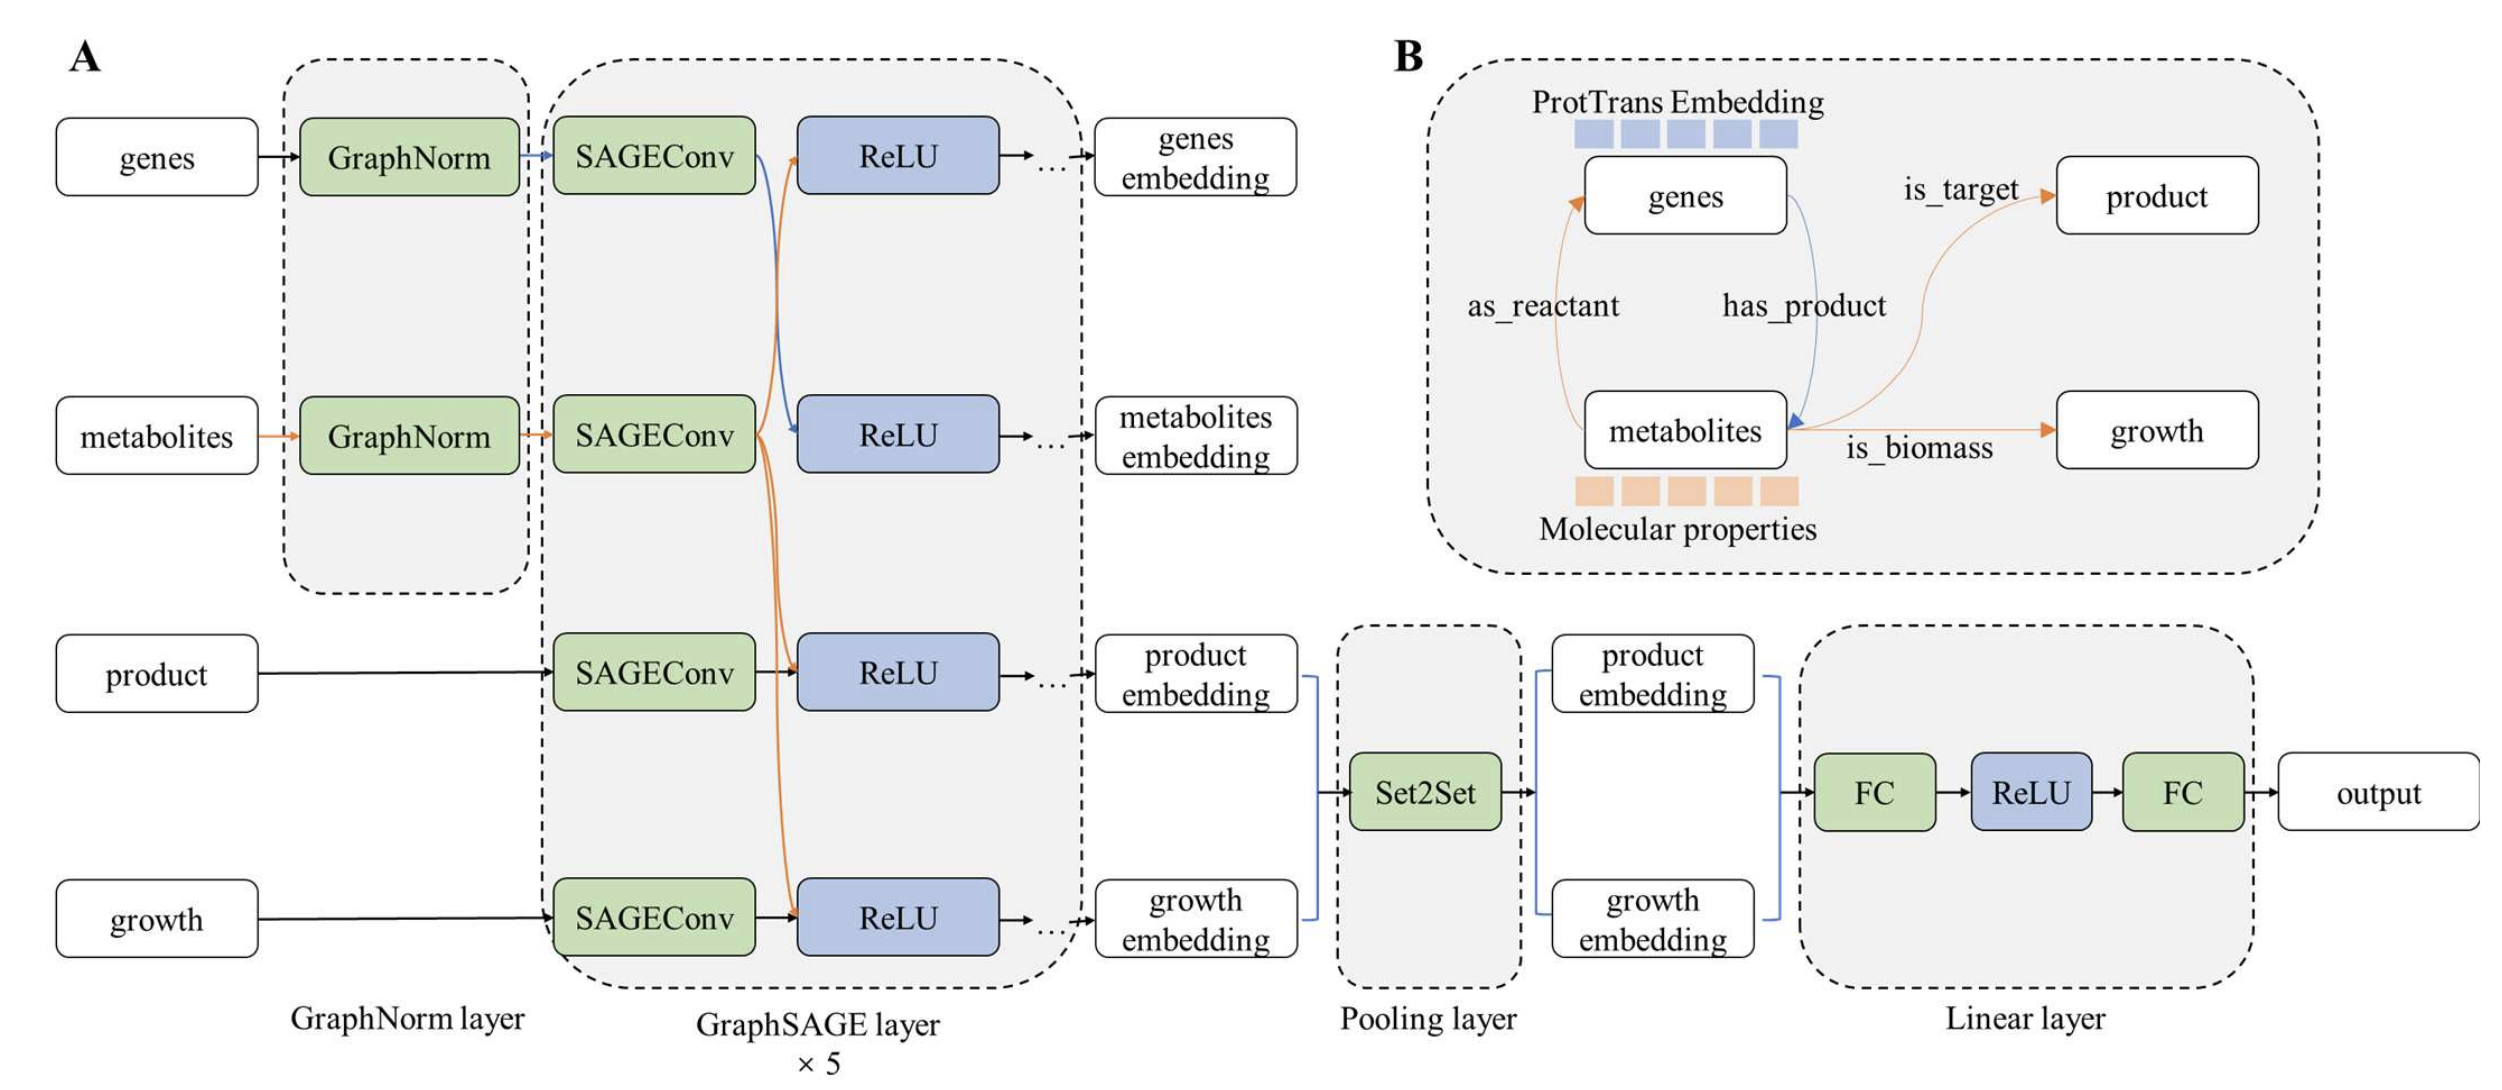 A
genes
GraphNorm
SAGEConv
ReLU
...
genes
embedding
metabolites
GraphNorm
SAGEConv
ReLU
...
metabolites
embedding
product
SAGEConv
ReLU
...
product
embedding
growth
SAGEConv
ReLU
...
growth
embedding
GraphNorm layer
GraphSAGE layer
× 5
Set2Set
Pooling layer
product
embedding
growth
embedding
FC
ReLU
FC
Linear layer
output
B
ProtTrans Embedding
genes
is_target
product
as_reactant
has_product
metabolites
is_biomass
growth
Molecular properties